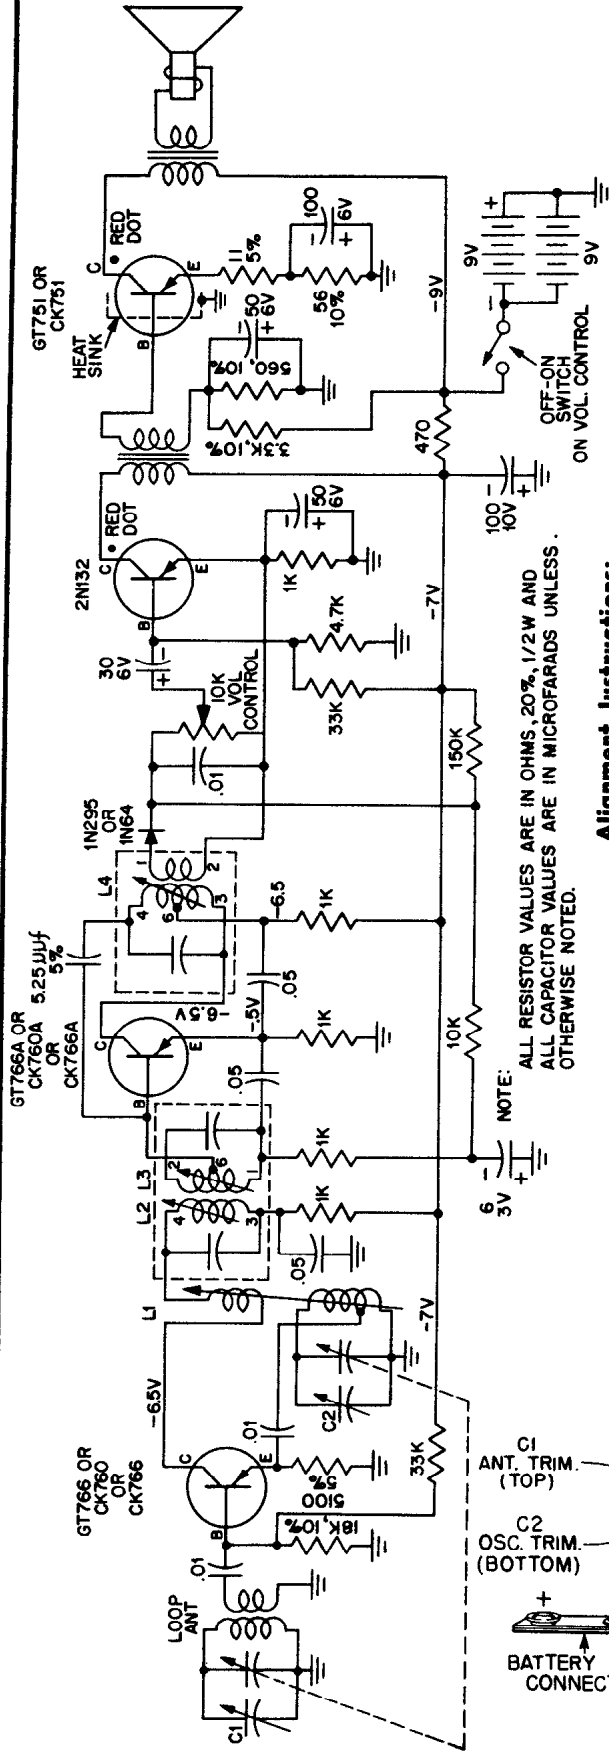 GT751 OR
CK751
HEAT
SINK
C
RED
DOT
B
E
11
5%
100
-
+
6V
56
10%
50
-
+
6V
560, 10%
3.3K, 10%
-9V
9V
+
-
9V
OFF-ON
SWITCH
ON VOL. CONTROL
470
100 -
10V +
2N132
C
RED
DOT
B
E
50
-
+
6V
1K
4.7K
33K
30
6V
+ -
10K
VOL
CONTROL
.01
-7V
150K
1N295
OR
1N64
L4
1
2
4
6
3
5.25 µµf
5%
GT766A OR
CK760A
OR
CK766A
C
B
E
-6.5V
-6.5
-.5V
.05
1K
1K
.05
10K
L3
L2
2
6
1
4
3
1K
1K
.05
6 -
3V +
L1
-6.5V
GT766 OR
CK760
OR
CK766
C
B
E
.01
C2
5100
5%
18K, 10%
33K
-7V
.01
LOOP
ANT
C1
NOTE:
ALL RESISTOR VALUES ARE IN OHMS, 20%, 1/2W AND
ALL CAPACITOR VALUES ARE IN MICROFARADS UNLESS
OTHERWISE NOTED.
Alignment Instructions:
C1
ANT. TRIM.
(TOP)
C2
OSC. TRIM.
(BOTTOM)
+
BATTERY
CONNECT